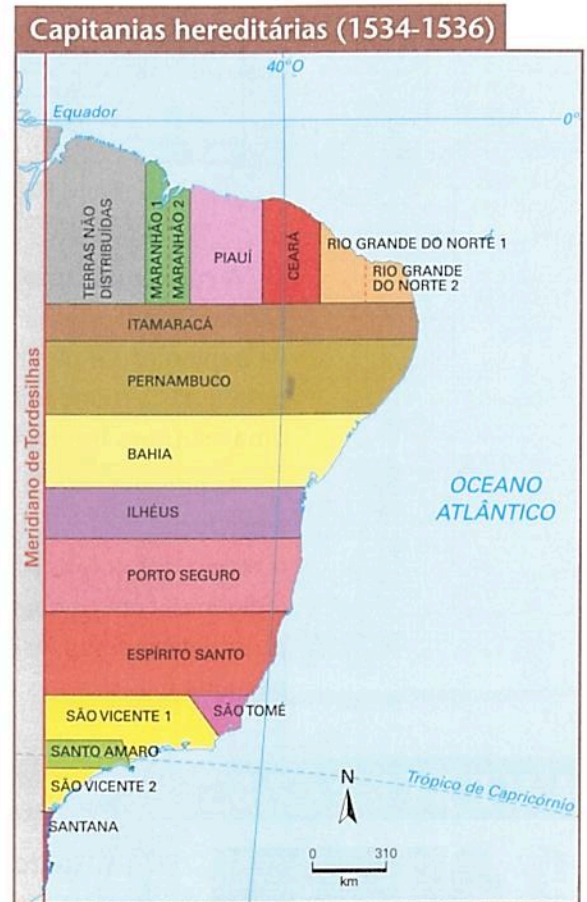 Capitanias hereditárias (1534-1536)
40°O
Equador
0°
TERRAS NÃO
DISTRIBUÍDAS
MARANHÃO 1
MARANHÃO 2
PIAUÍ
CEARÁ
RIO GRANDE DO NORTE 1
RIO GRANDE
DO NORTE 2
ITAMARACÁ
PERNAMBUCO
Meridiano de Tordesilhas
BAHIA
OCEANO
ATLÂNTICO
ILHÉUS
PORTO SEGURO
ESPÍRITO SANTO
SÃO VICENTE 1
SÃO TOMÉ
SANTO AMARO
SÃO VICENTE 2
Trópico de Capricórnio
N
SANTANA
0 310
km